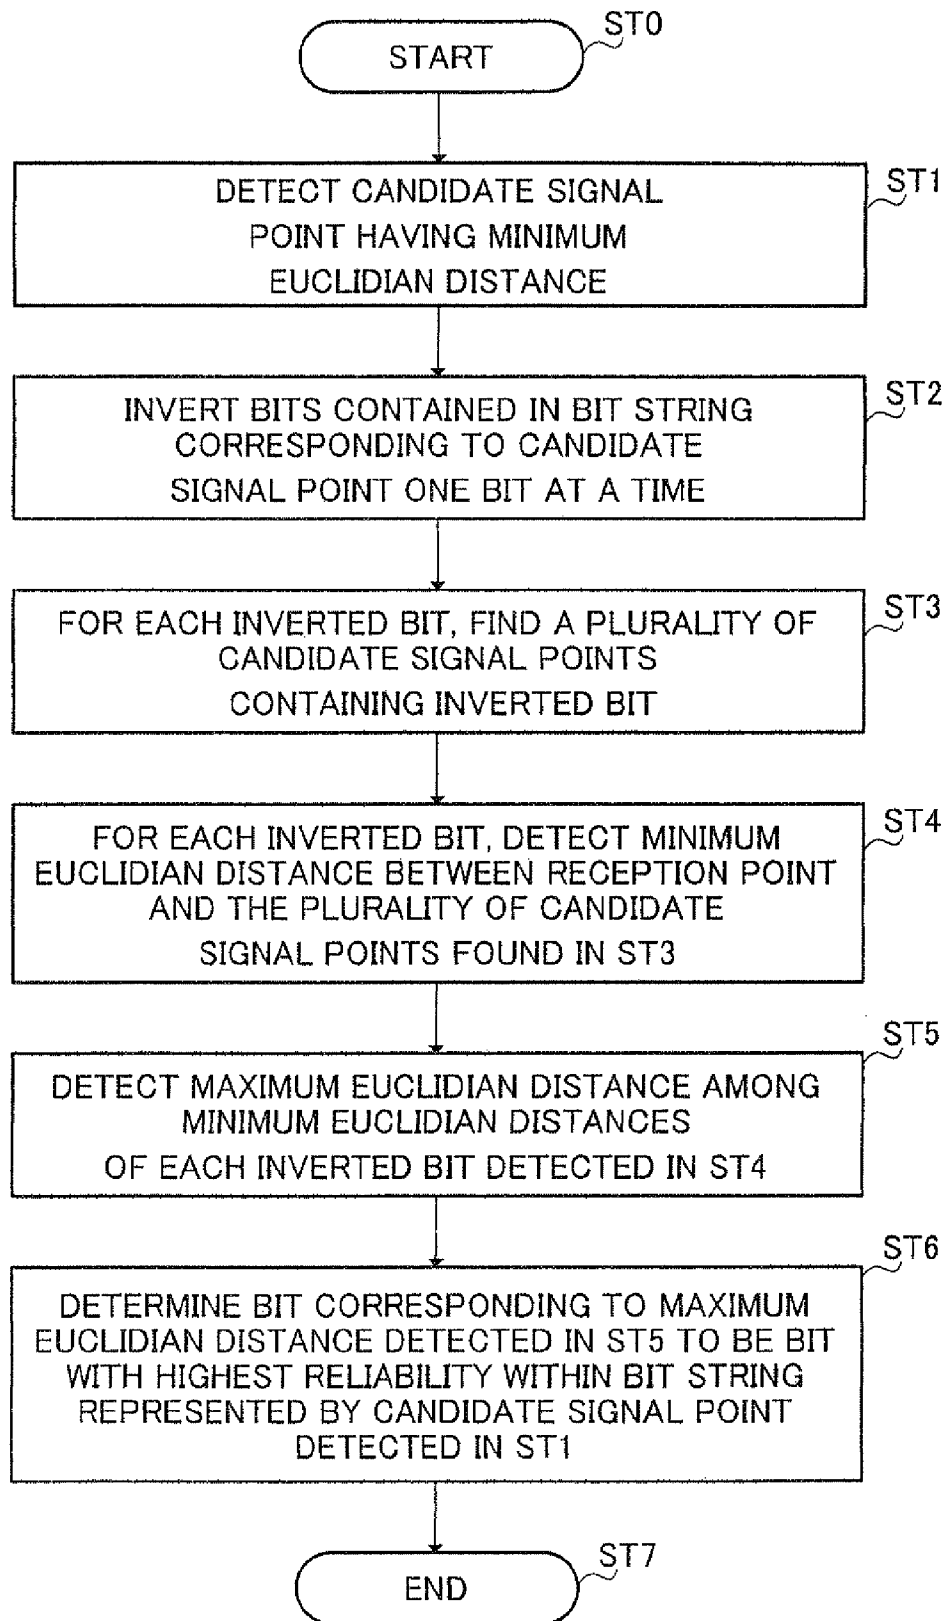 ST0
START
ST1
DETECT CANDIDATE SIGNAL
POINT HAVING MINIMUM
EUCLIDIAN DISTANCE
ST2
INVERT BITS CONTAINED IN BIT STRING
CORRESPONDING TO CANDIDATE
SIGNAL POINT ONE BIT AT A TIME
ST3
FOR EACH INVERTED BIT, FIND A PLURALITY OF
CANDIDATE SIGNAL POINTS
CONTAINING INVERTED BIT
ST4
FOR EACH INVERTED BIT, DETECT MINIMUM
EUCLIDIAN DISTANCE BETWEEN RECEPTION POINT
AND THE PLURALITY OF CANDIDATE
SIGNAL POINTS FOUND IN ST3
ST5
DETECT MAXIMUM EUCLIDIAN DISTANCE AMONG
MINIMUM EUCLIDIAN DISTANCES
OF EACH INVERTED BIT DETECTED IN ST4
ST6
DETERMINE BIT CORRESPONDING TO MAXIMUM
EUCLIDIAN DISTANCE DETECTED IN ST5 TO BE BIT
WITH HIGHEST RELIABILITY WITHIN BIT STRING
REPRESENTED BY CANDIDATE SIGNAL POINT
DETECTED IN ST1
ST7
END